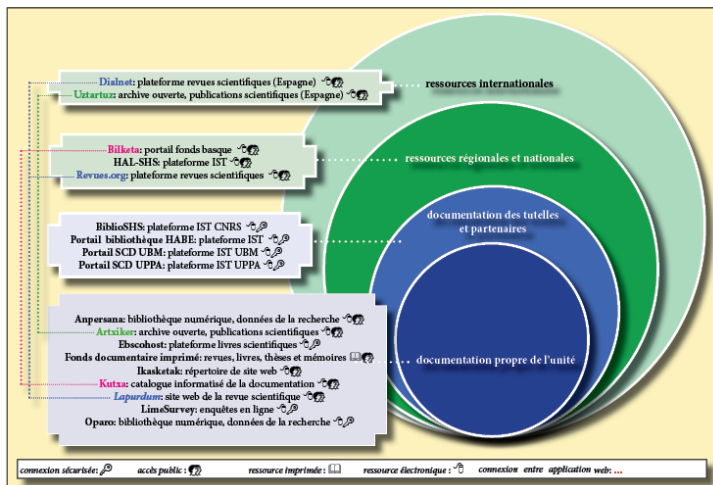 Dialnet: plateforme revues scientifiques (Espagne)
Uztartuz: archive ouverte, publications scientifiques (Espagne)
ressources internationales
Bilketa: portail fonds basque
HAL-SHS: plateforme IST
Revues.org: plateforme revues scientifiques
ressources régionales et nationales
BiblioSHS: plateforme IST CNRS
Portail bibliothèque HABE: plateforme IST
Portail SCD UBM: plateforme IST UBM
Portail SCD UPPA: plateforme IST UPPA
documentation des tutelles
et partenaires
Anpersana: bibliothèque numérique, données de la recherche
Artxiker: archive ouverte, publications scientifiques
Ebscohost: plateforme livres scientifiques
Fonds documentaire imprimé: revues, livres, thèses et mémoires
Ikasketak: répertoire de site web
Kutxa: catalogue informatisé de la documentation
Lapurdum: site web de la revue scientifique
LimeSurvey: enquêtes en ligne
Oparo: bibliothèque numérique, données de la recherche
documentation propre de l'unité
connexion sécurisée: accès public : ressource imprimée : ressource électronique : connexion entre application web: ...